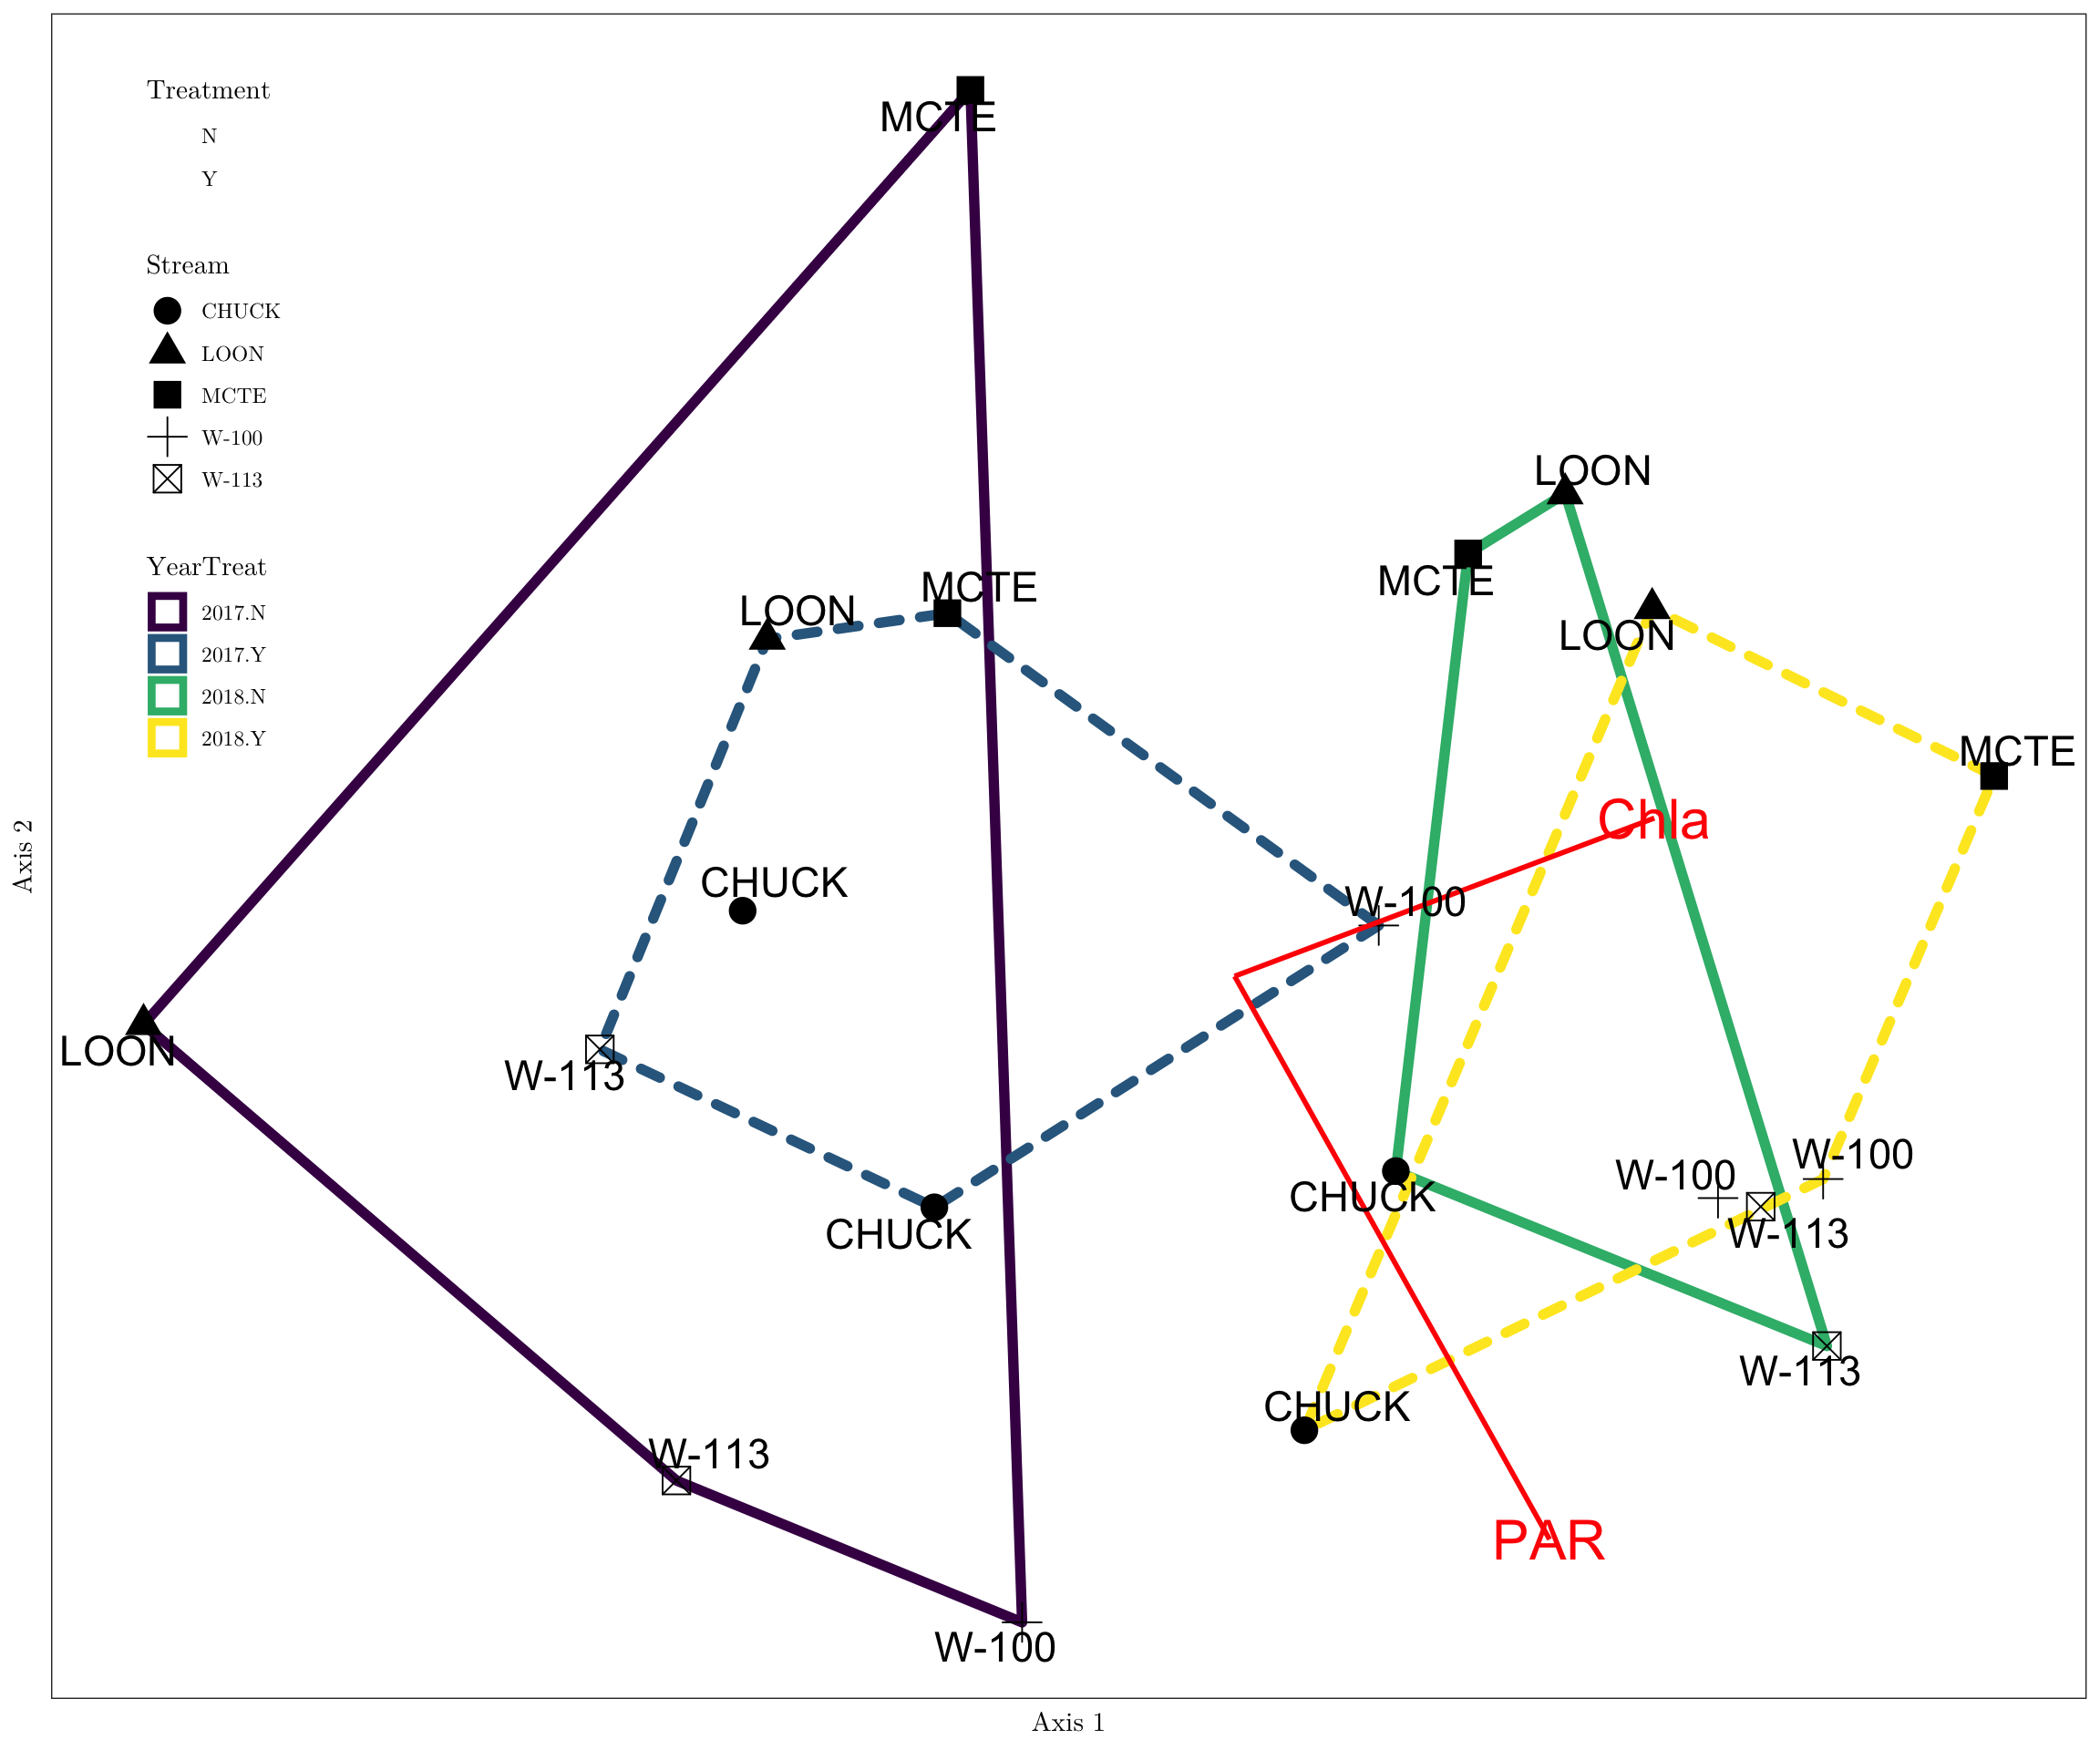 Treatment
N
Y
Stream
CHUCK
LOON
MCTE
W-100
W-113
YearTreat
2017.N
2017.Y
2018.N
2018.Y
MCTE
LOON
MCTE
LOON
MCTE
LOON
LOON
MCTE
Chla
CHUCK
W-100
LOON
W-113
W-100
W-100
CHUCK
W-113
CHUCK
W-113
CHUCK
W-113
PAR
W-100
Axis 2
Axis 1